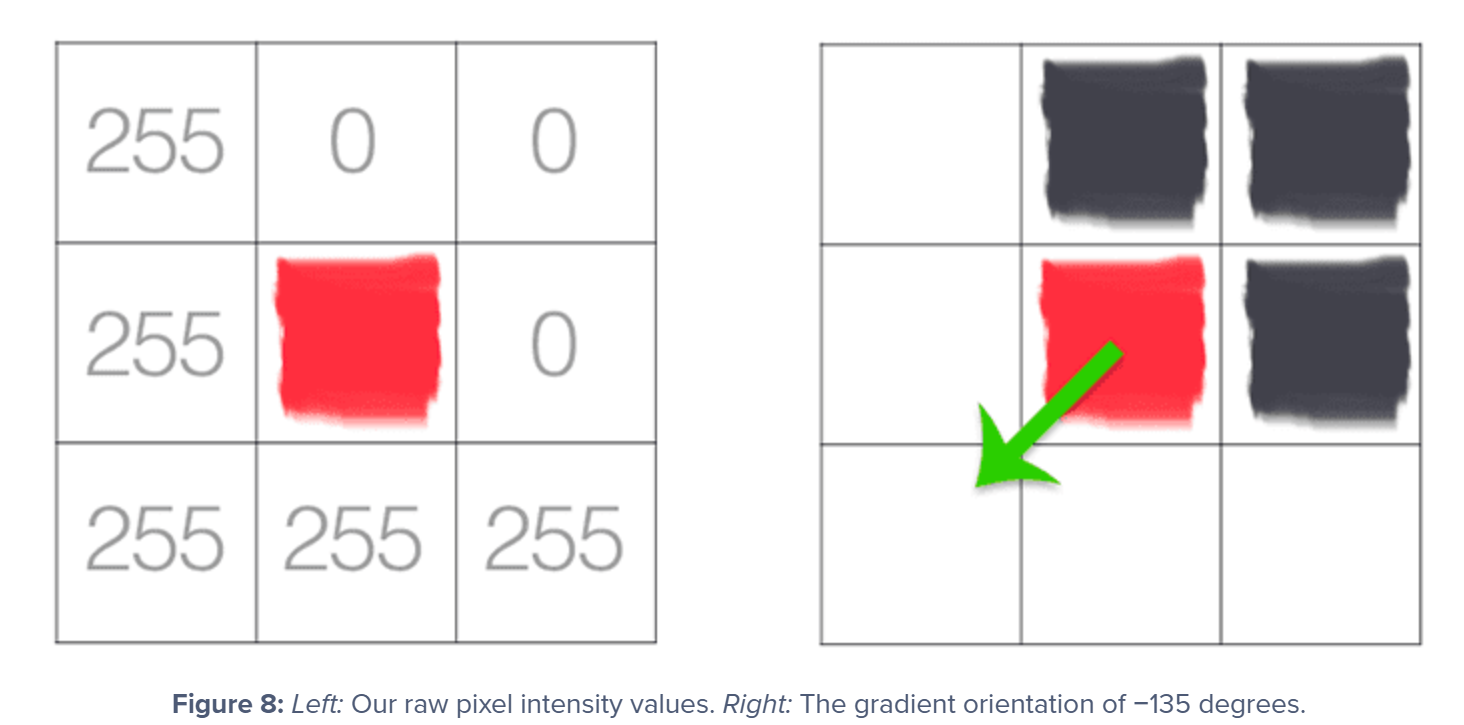 255 0 0
255 0
255 255 255
Figure 8: Left: Our raw pixel intensity values. Right: The gradient orientation of −135 degrees.